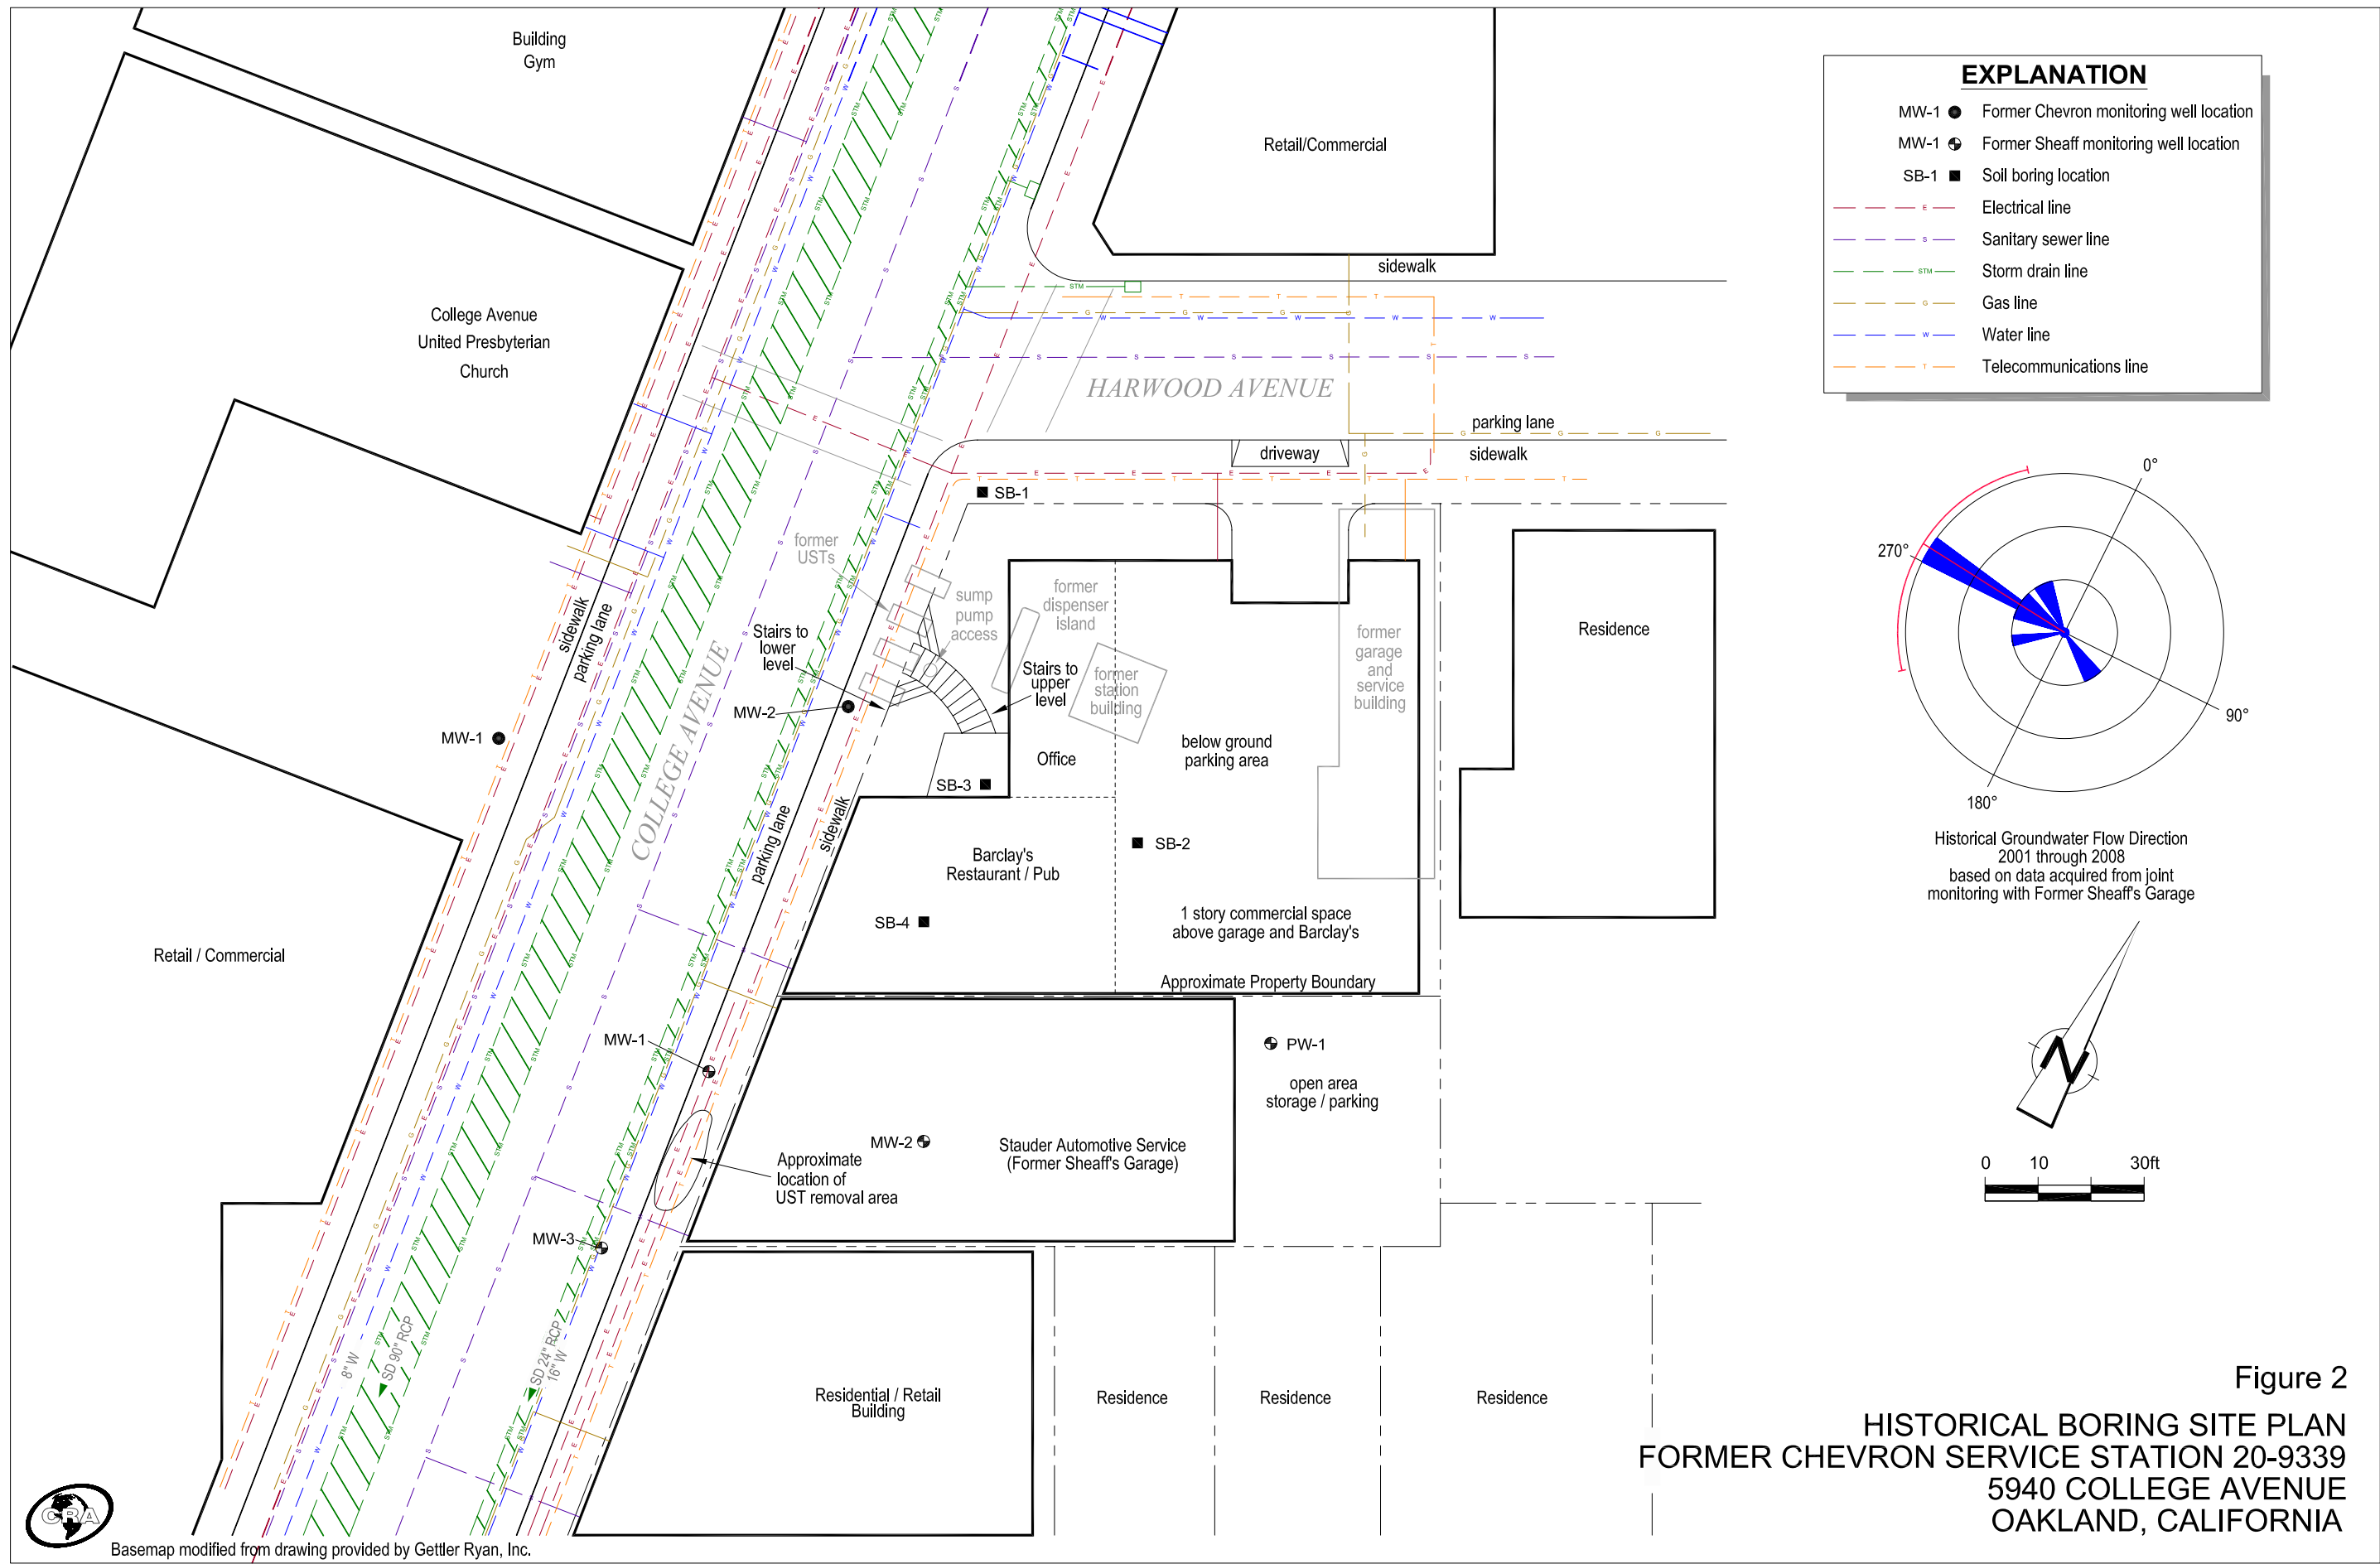 Building
Gym
College Avenue
United Presbyterian
Church
Retail/Commercial
sidewalk
HARWOOD AVENUE
parking lane
sidewalk
driveway
SB-1
former
USTs
sump
pump
access
former
dispenser
island
Stairs to
lower
level
Stairs to
upper
level
former
station
building
former
garage
and
service
building
Residence
sidewalk
parking lane
COLLEGE AVENUE
MW-2
MW-1
Office
below ground
parking area
SB-3
SB-2
parking lane
sidewalk
Barclay's
Restaurant / Pub
SB-4
1 story commercial space
above garage and Barclay's
Approximate Property Boundary
Retail / Commercial
MW-1
PW-1
open area
storage / parking
MW-2
Stauder Automotive Service
(Former Sheaff's Garage)
Approximate
location of
UST removal area
MW-3
8" W
SD 90" RCP
SD 24" RCP
16" W
Residential / Retail
Building
Residence
Residence
Residence
EXPLANATION
MW-1 Former Chevron monitoring well location
MW-1 Former Sheaff monitoring well location
SB-1 Soil boring location
E Electrical line
S Sanitary sewer line
STM Storm drain line
G Gas line
W Water line
T Telecommunications line
0°
270°
90°
180°
Historical Groundwater Flow Direction
2001 through 2008
based on data acquired from joint
monitoring with Former Sheaff's Garage
N
0 10 30ft
Figure 2
HISTORICAL BORING SITE PLAN
FORMER CHEVRON SERVICE STATION 20-9339
5940 COLLEGE AVENUE
OAKLAND, CALIFORNIA
CRA
Basemap modified from drawing provided by Gettler Ryan, Inc.